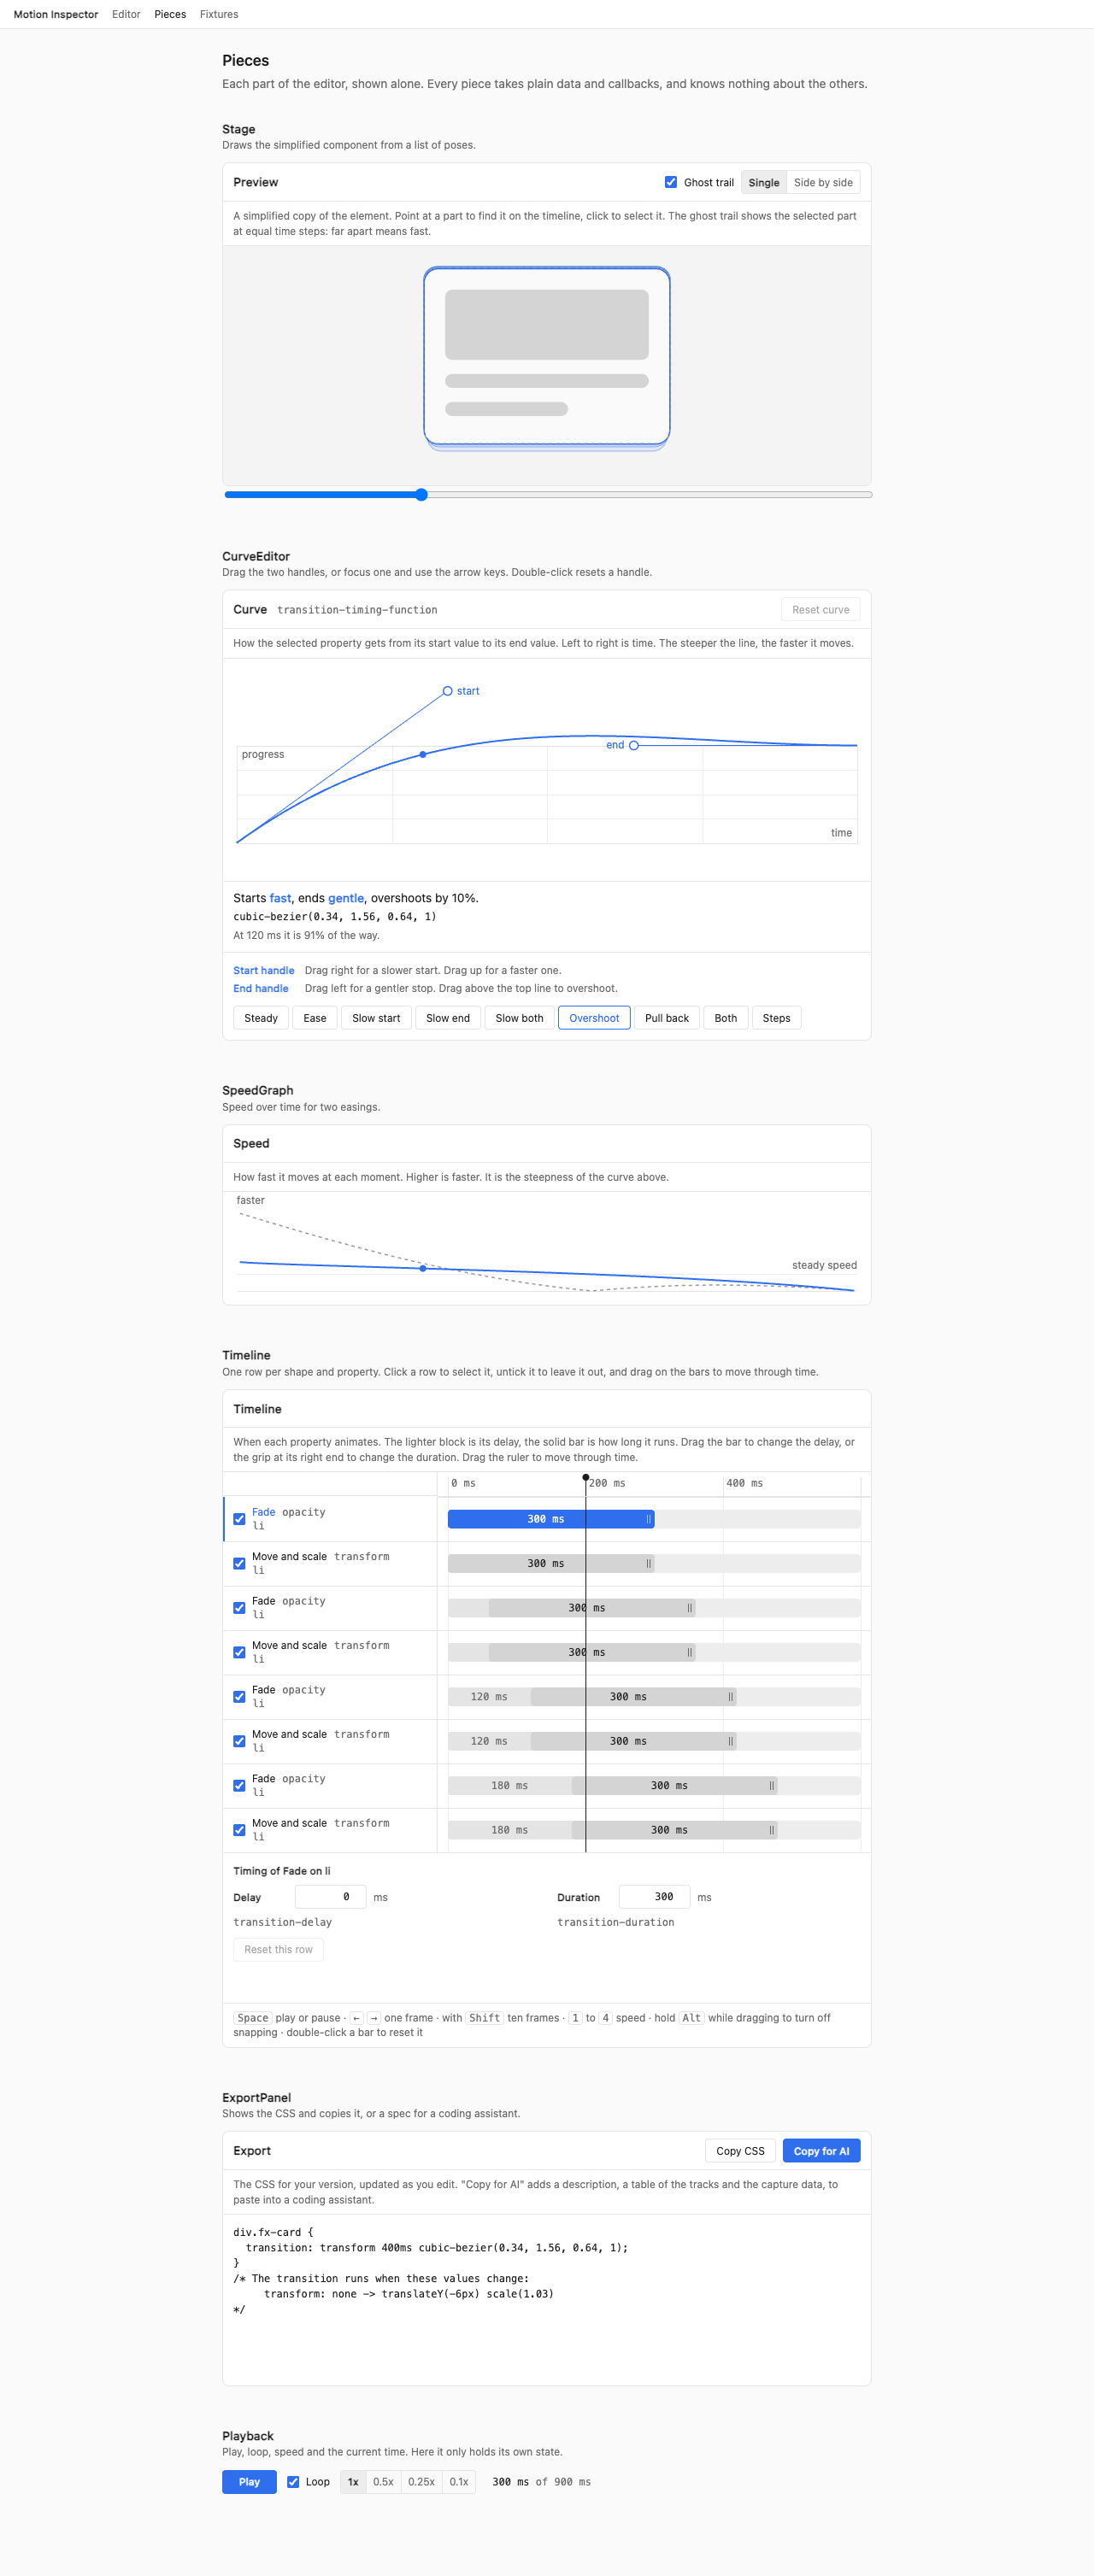 Motion Inspector Editor Pieces Fixtures
Pieces
Each part of the editor, shown alone. Every piece takes plain data and callbacks, and knows nothing about the others.
Stage
Draws the simplified component from a list of poses.
Preview Ghost trail Single Side by side
A simplified copy of the element. Point at a part to find it on the timeline, click to select it. The ghost trail shows the selected part
at equal time steps: far apart means fast.
CurveEditor
Drag the two handles, or focus one and use the arrow keys. Double-click resets a handle.
Curve transition-timing-function Reset curve
How the selected property gets from its start value to its end value. Left to right is time. The steeper the line, the faster it moves.
start
end
progress
time
Starts fast, ends gentle, overshoots by 10%.
cubic-bezier(0.34, 1.56, 0.64, 1)
At 120 ms it is 91% of the way.
Start handle Drag right for a slower start. Drag up for a faster one.
End handle Drag left for a gentler stop. Drag above the top line to overshoot.
Steady Ease Slow start Slow end Slow both Overshoot Pull back Both Steps
SpeedGraph
Speed over time for two easings.
Speed
How fast it moves at each moment. Higher is faster. It is the steepness of the curve above.
faster
steady speed
Timeline
One row per shape and property. Click a row to select it, untick it to leave it out, and drag on the bars to move through time.
Timeline
When each property animates. The lighter block is its delay, the solid bar is how long it runs. Drag the bar to change the delay, or
the grip at its right end to change the duration. Drag the ruler to move through time.
0 ms 200 ms 400 ms
Fade opacity 300 ms
li
Move and scale transform 300 ms
li
Fade opacity 300 ms
li
Move and scale transform 300 ms
li
Fade opacity 120 ms 300 ms
li
Move and scale transform 120 ms 300 ms
li
Fade opacity 180 ms 300 ms
li
Move and scale transform 180 ms 300 ms
li
Timing of Fade on li
Delay 0 ms Duration 300 ms
transition-delay transition-duration
Reset this row
Space play or pause · ← → one frame · with Shift ten frames · 1 to 4 speed · hold Alt while dragging to turn off
snapping · double-click a bar to reset it
ExportPanel
Shows the CSS and copies it, or a spec for a coding assistant.
Export Copy CSS Copy for AI
The CSS for your version, updated as you edit. "Copy for AI" adds a description, a table of the tracks and the capture data, to
paste into a coding assistant.
div.fx-card {
transition: transform 400ms cubic-bezier(0.34, 1.56, 0.64, 1);
}
/* The transition runs when these values change:
transform: none -> translateY(-6px) scale(1.03)
*/
Playback
Play, loop, speed and the current time. Here it only holds its own state.
Play Loop 1x 0.5x 0.25x 0.1x 300 ms of 900 ms